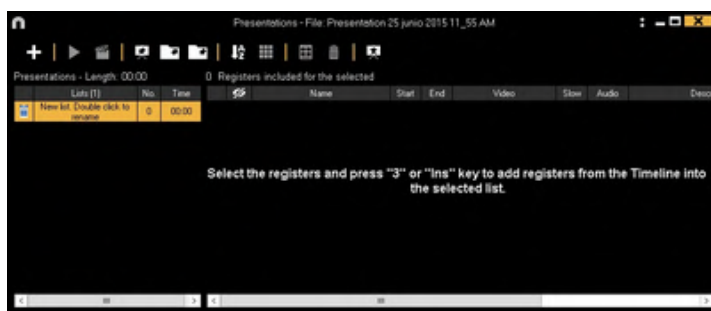 Presentations - File: Presentation 25 junio 2015 11_55 AM
Presentations - Length: 00:00
0 Registers included for the selected
Lists (1) No. Time
Name Start End Video Slow Audio Desc
New list. Double click to rename 0 00:00
Select the registers and press "3" or "Ins" key to add registers from the Timeline into
the selected list.